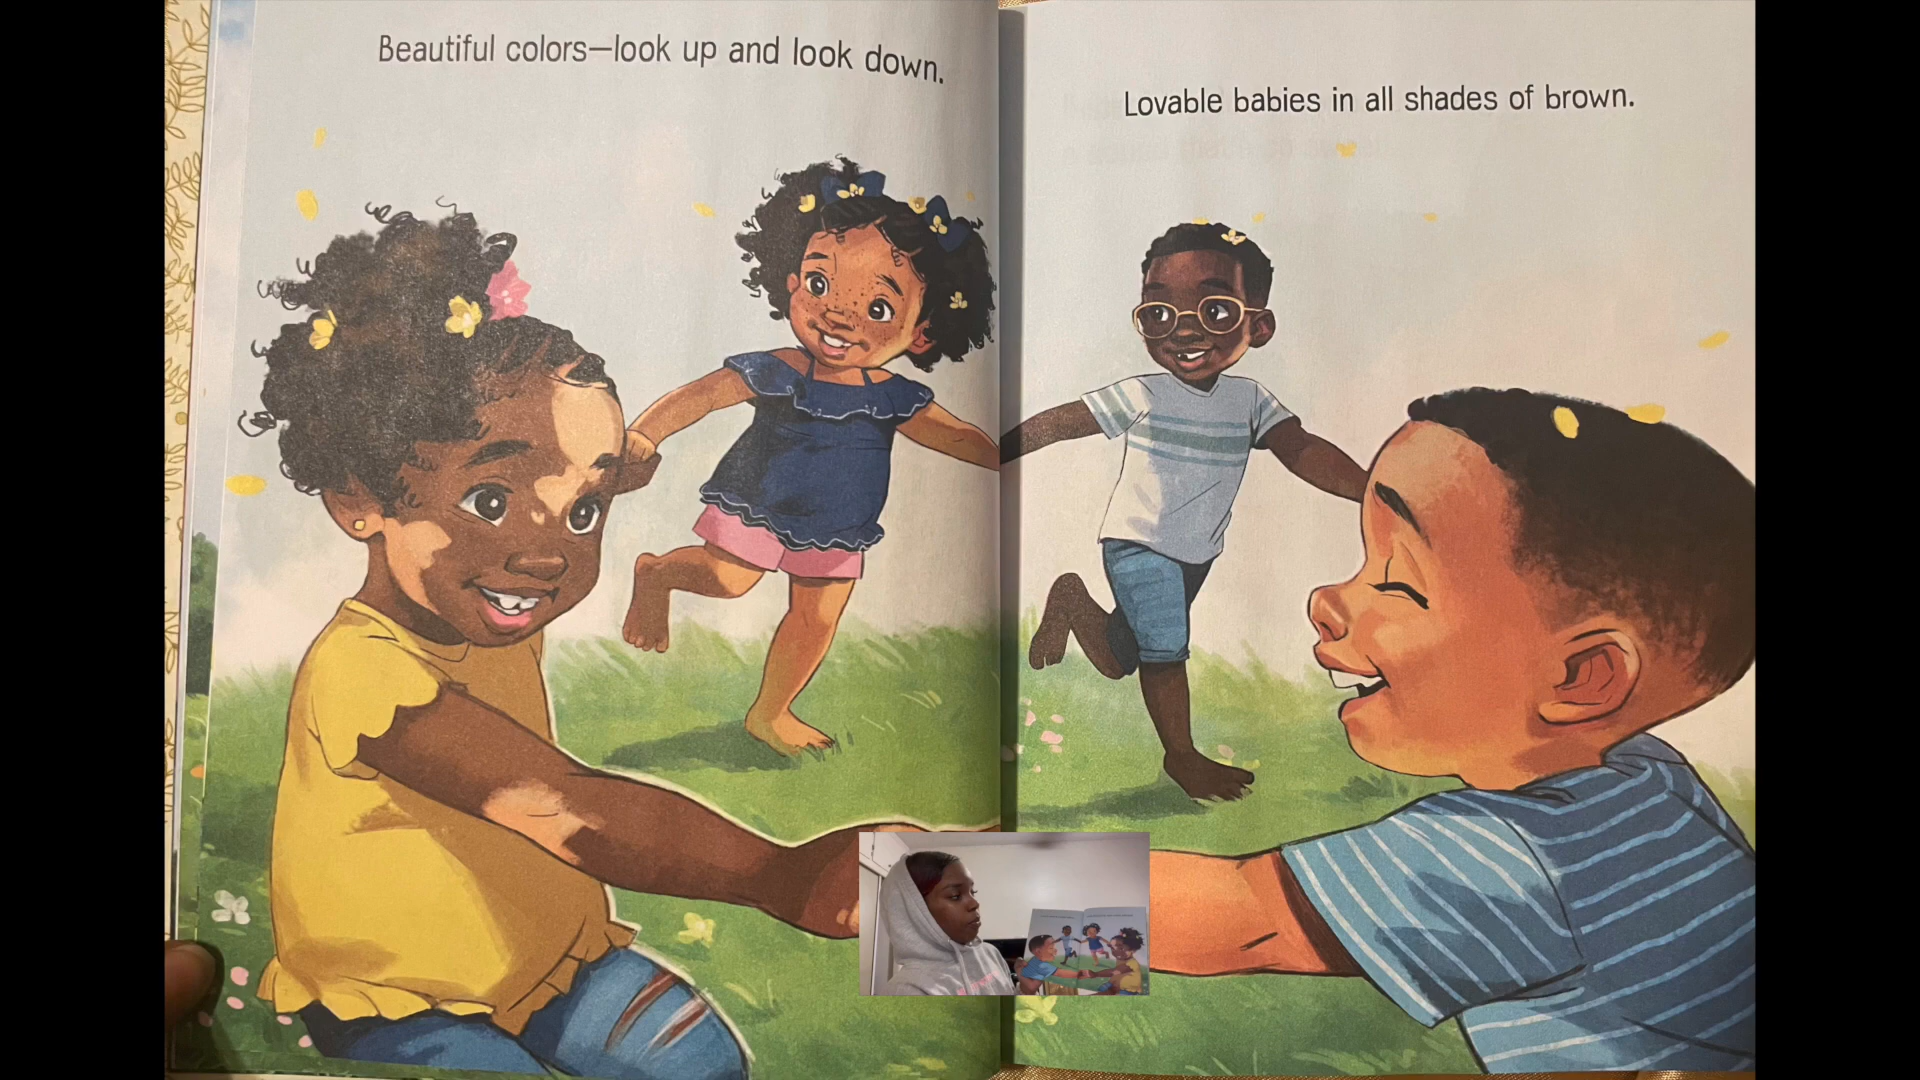 Beautiful colors—look up and look down.
Lovable babies in all shades of brown.